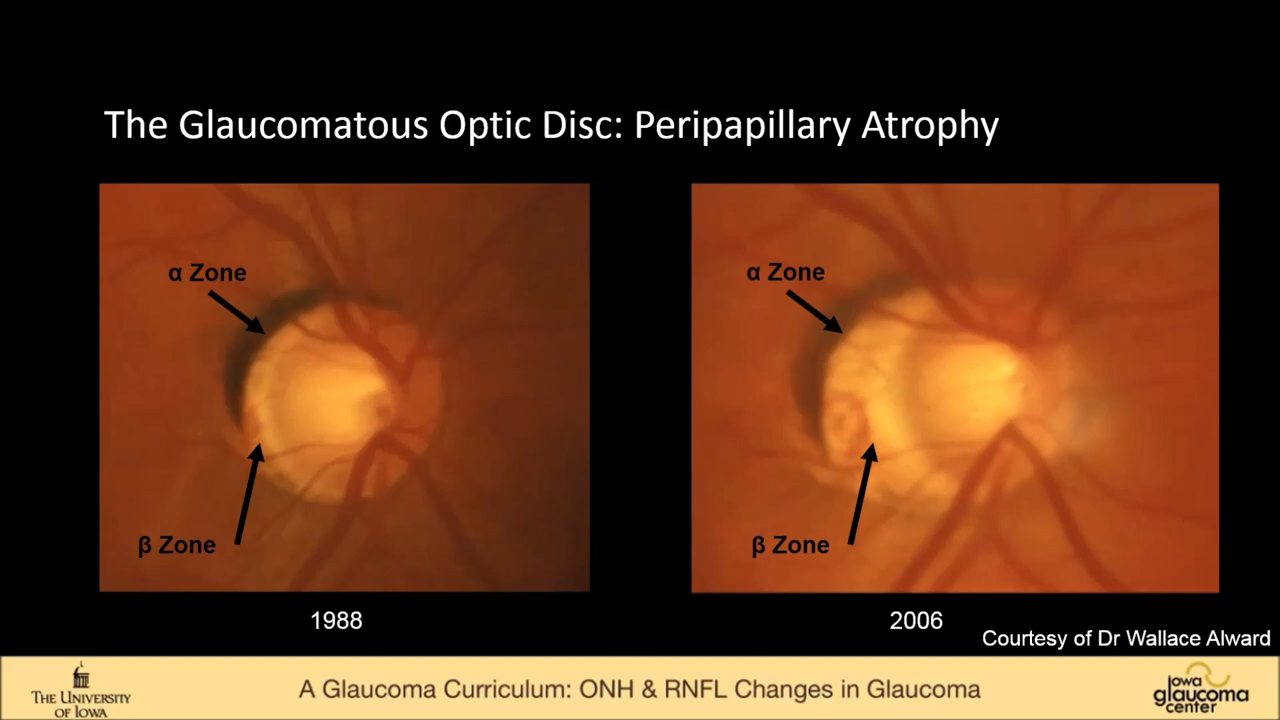 The Glaucomatous Optic Disc: Peripapillary Atrophy
α Zone
β Zone
α Zone
β Zone
1988
2006
Courtesy of Dr Wallace Alward
THE UNIVERSITY
OF IOWA
A Glaucoma Curriculum: ONH & RNFL Changes in Glaucoma
Iowa
glaucoma
center